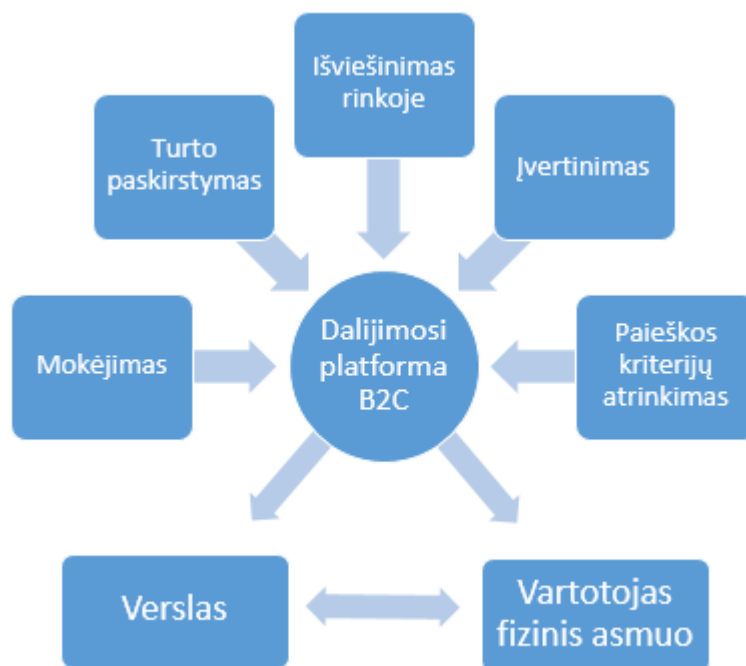 Išviešinimas
rinkoje
Turto
paskirstymas
Įvertinimas
Mokėjimas
Dalijimosi
platforma
B2C
Paieškos
kriterijų
atrinkimas
Verslas
Vartotojas
fizinis asmuo